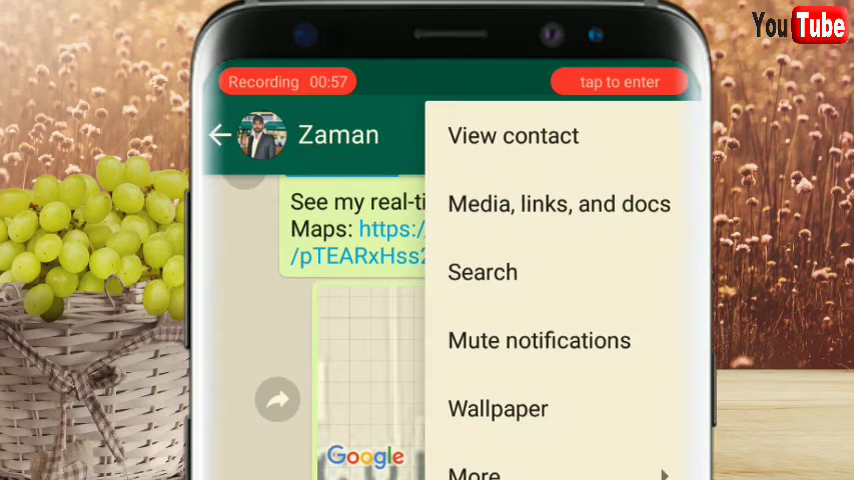 YouTube
Recording 00:57
tap to enter
Zaman
View contact
See my real-ti
Media, links, and docs
Maps: https:/
/pTEARxHss
Search
Mute notifications
Wallpaper
Google
More